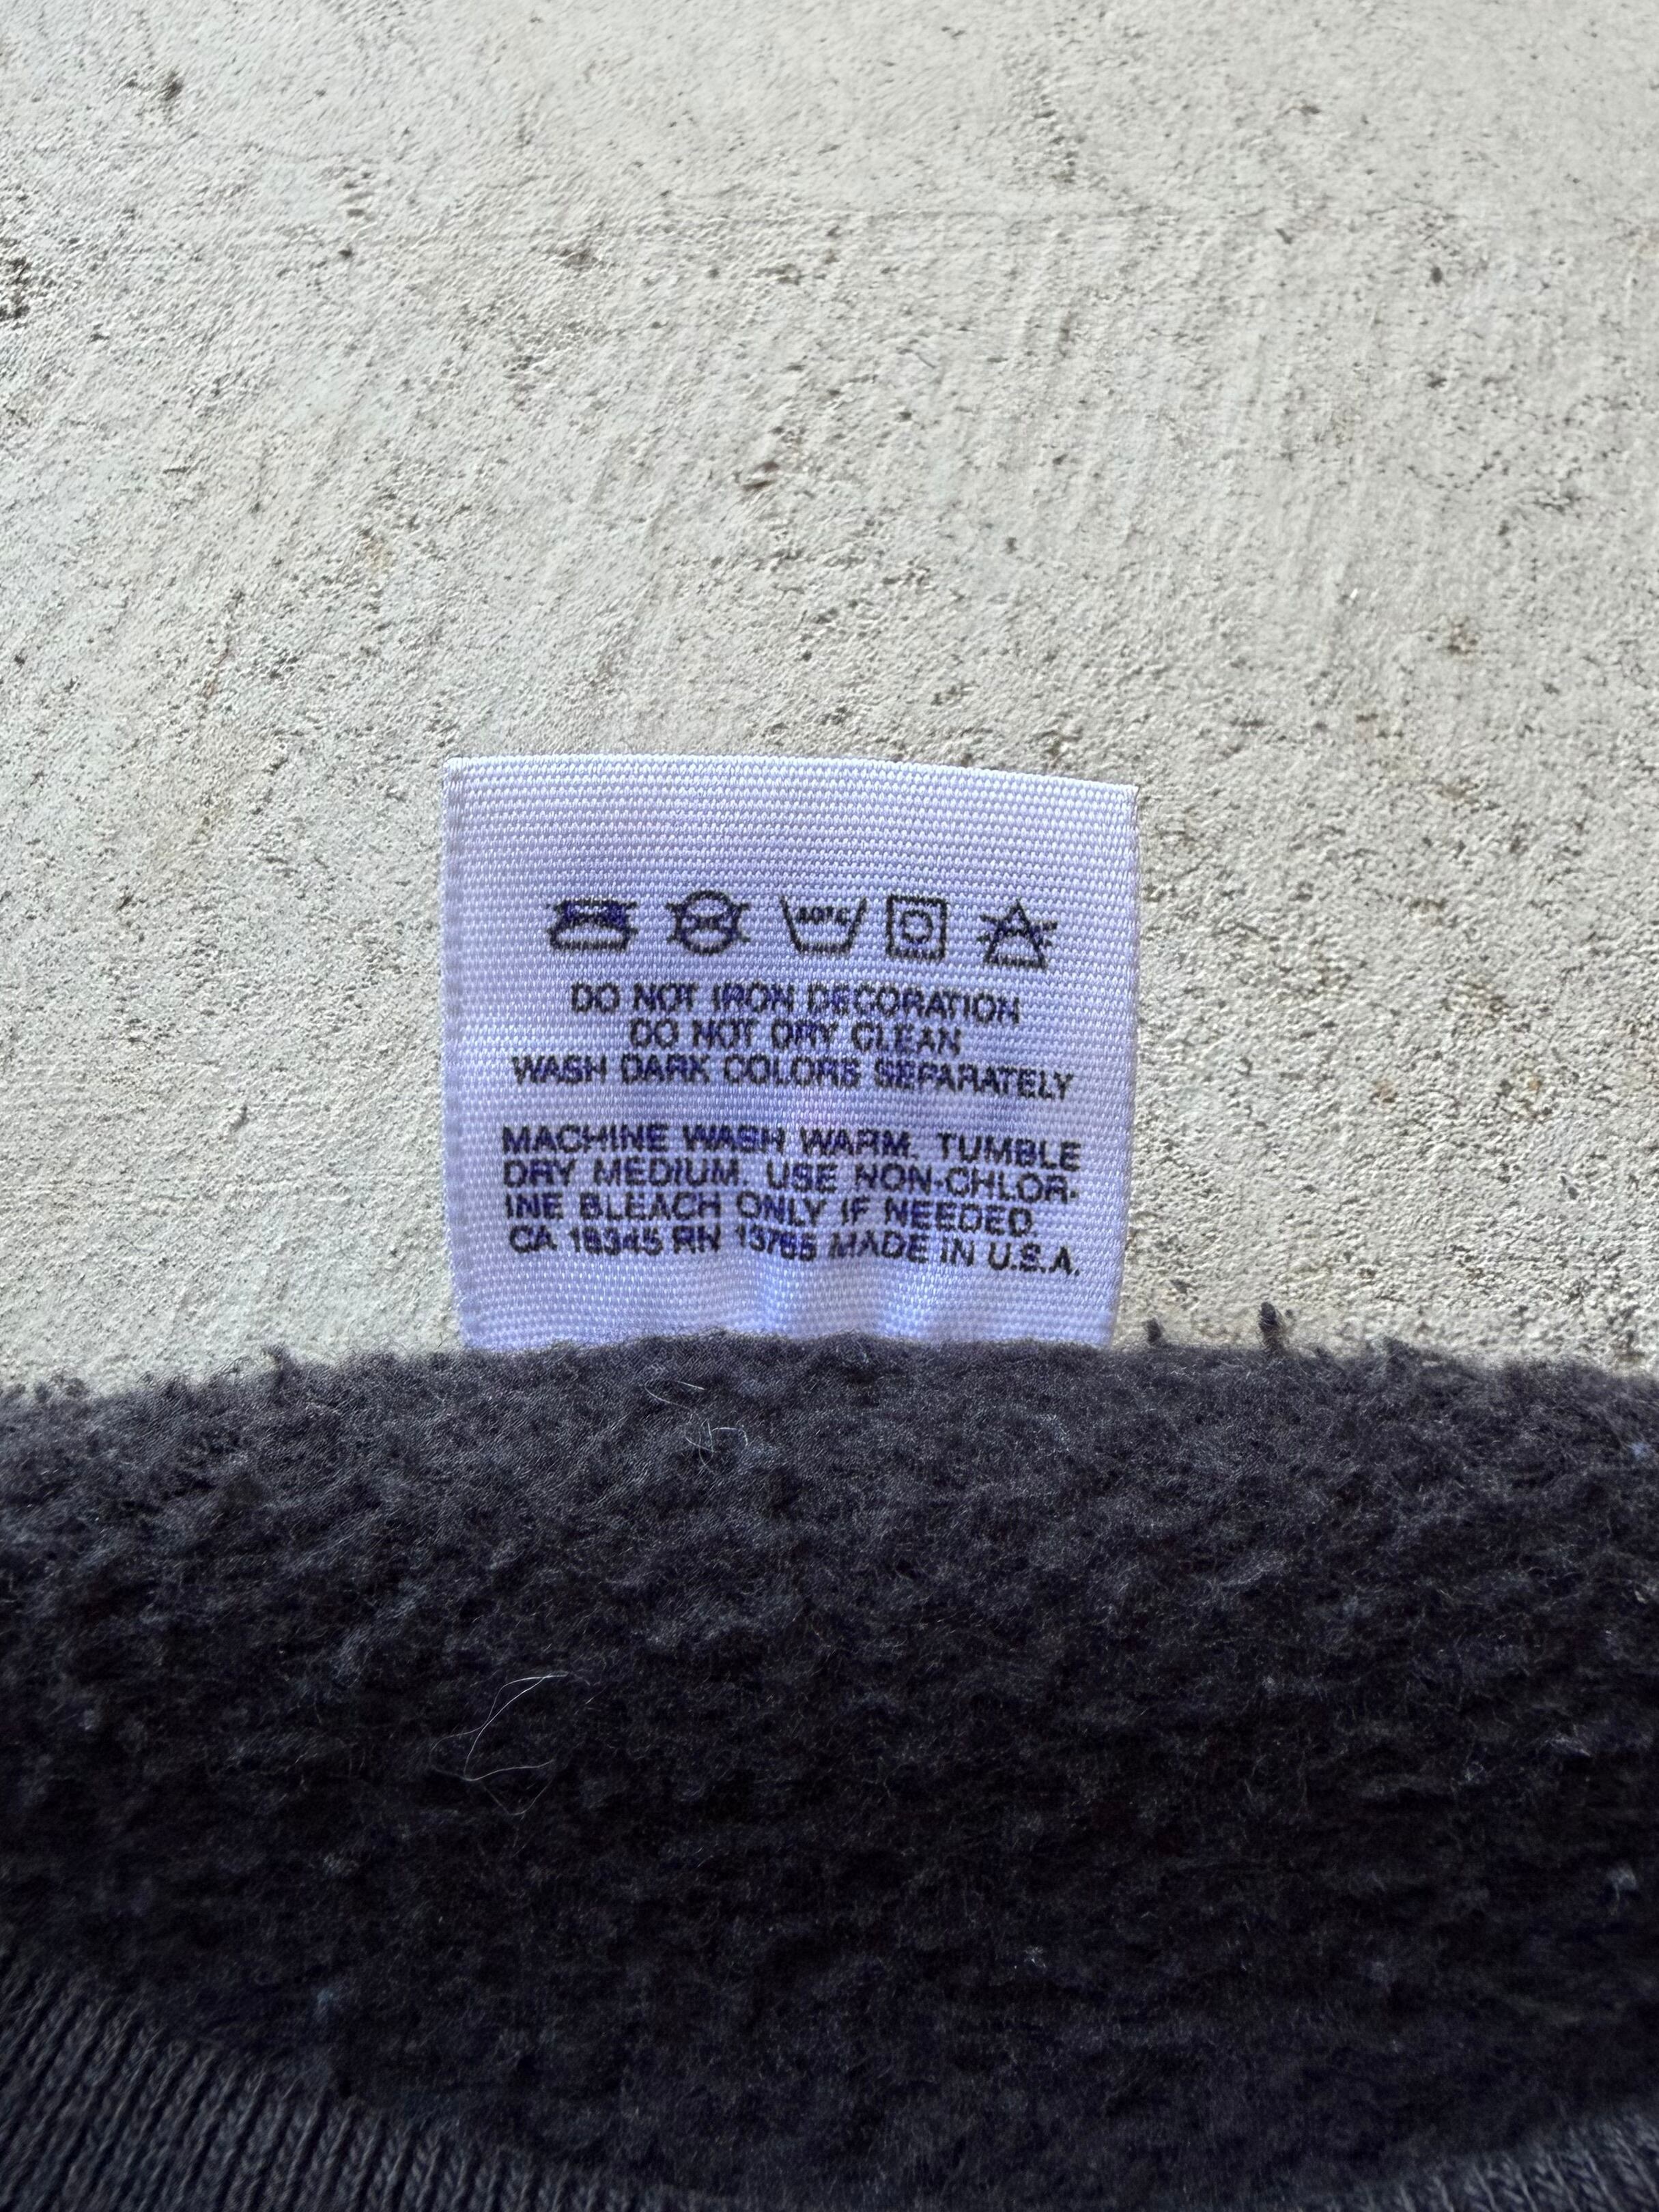 40°C
DO NOT IRON DECORATION
DO NOT DRY CLEAN
WASH DARK COLORS SEPARATELY
MACHINE WASH WARM. TUMBLE
DRY MEDIUM. USE NON-CHLOR-
INE BLEACH ONLY IF NEEDED.
CA 18345 RN 13765 MADE IN U.S.A.